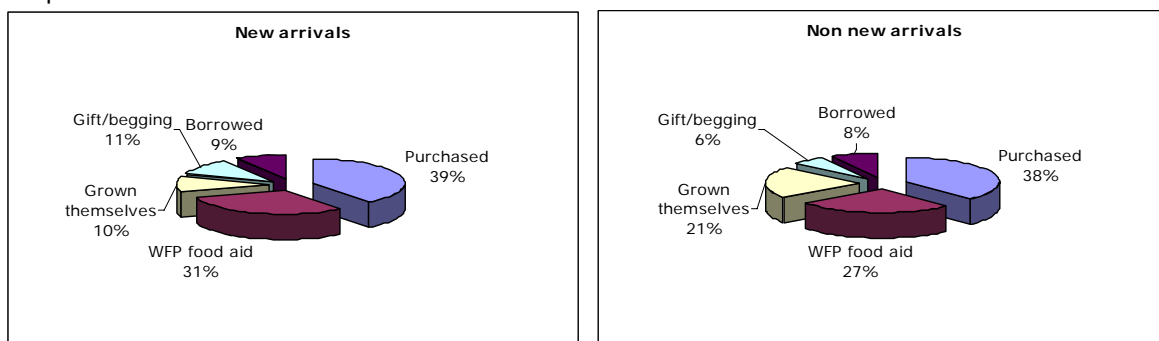 New arrivals
Gift/begging
11%
Borrowed
9%
Purchased
39%
Grown
themselves
10%
WFP food aid
31%
Non new arrivals
Gift/begging
6%
Borrowed
8%
Purchased
38%
Grown
themselves
21%
WFP food aid
27%